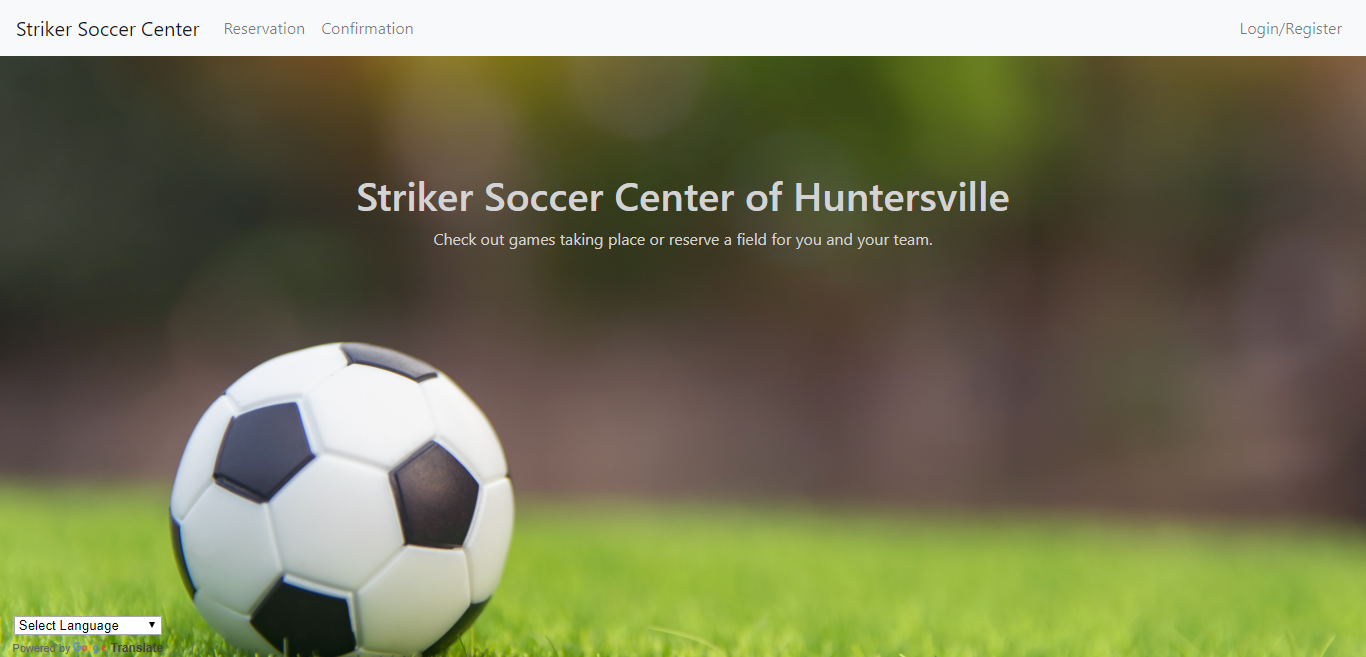 Striker Soccer Center Reservation Confirmation Login/Register
Striker Soccer Center of Huntersville
Check out games taking place or reserve a field for you and your team.
Select Language
Powered by Google Translate